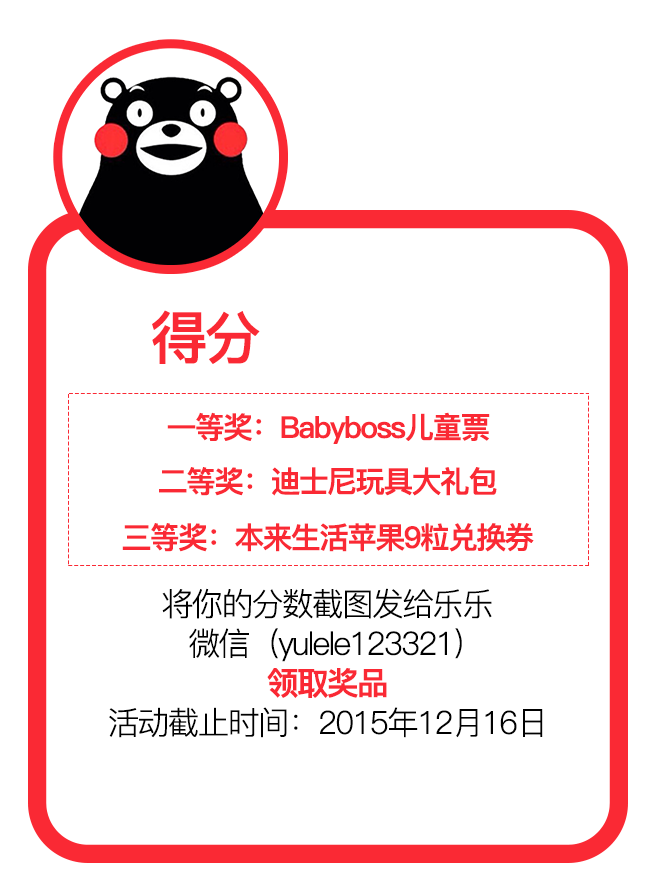 得分
一等奖：Babyboss儿童票
二等奖：迪士尼玩具大礼包
三等奖：本来生活苹果9粒兑换券
将你的分数截图发给乐乐
微信（yulele123321）
领取奖品
活动截止时间：2015年12月16日